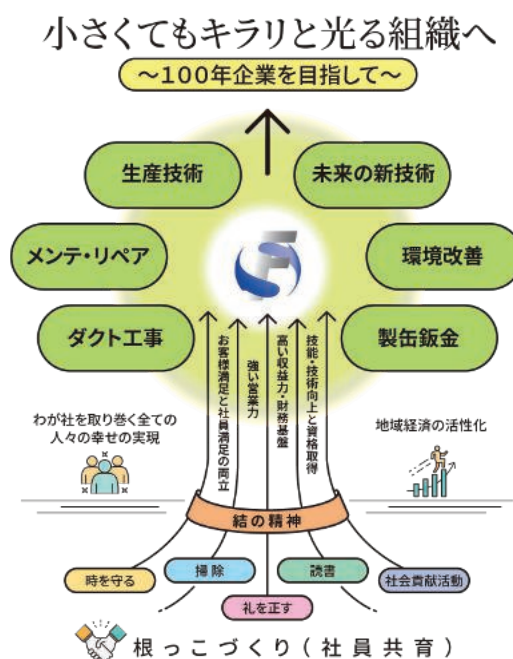 小さくてもキラリと光る組織へ
～100年企業を目指して～
生産技術
未来の新技術
メンテ・リペア
環境改善
ダクト工事
製缶鈑金
お客様満足と社員満足の両立
強い営業力
高い収益力・財務基盤
技能・技術向上と資格取得
わが社を取り巻く全ての
人々の幸せの実現
地域経済の活性化
結の精神
時を守る
掃除
礼を正す
読書
社会貢献活動
根っこづくり(社員共育)